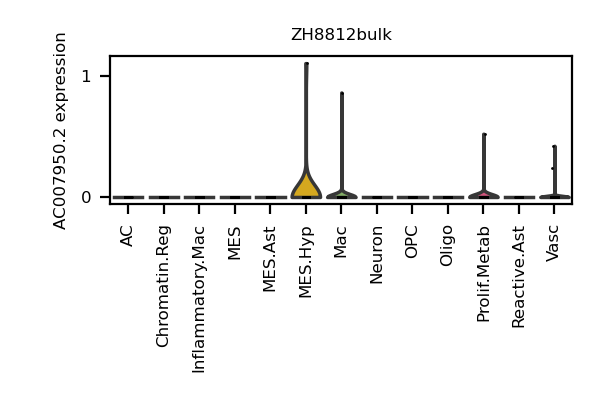 ZH8812bulk
AC007950.2 expression
1
0
AC
Chromatin.Reg
Inflammatory.Mac
MES
MES.Ast
MES.Hyp
Mac
Neuron
OPC
Oligo
Prolif.Metab
Reactive.Ast
Vasc